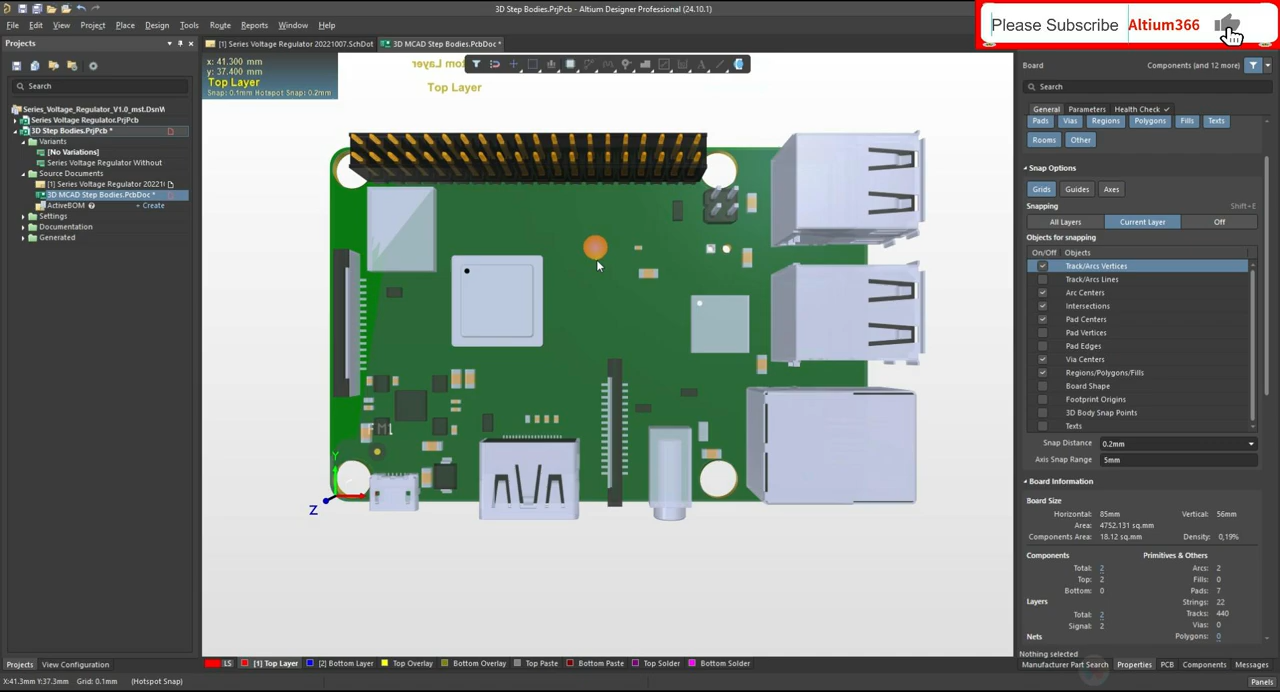 3D Step Bodies.PrjPcb - Altium Designer Professional (24.10.1)
Please Subscribe Altium366
File Edit View Project Place Design Tools Route Reports Window Help
Projects
[1] Series Voltage Regulator 20221007.SchDot
3D MCAD Step Bodies.PcbDoc *
x: 41.300 mm
y: 37.400 mm
Top Layer
Snap: 0.1mm Hotspot Snap: 0.2mm
Top Layer
Search
Series_Voltage_Regulator_V1.0_mst.DsnW
Series Voltage Regulator.PrjPcb
3D Step Bodies.PrjPcb *
Variants
[No Variations]
Series Voltage Regulator Without
Source Documents
[1] Series Voltage Regulator 20221
3D MCAD Step Bodies.PcbDoc *
ActiveBOM + Create
Settings
Documentation
Generated
Y
Z
Board Components (and 12 more)
Search
General Parameters Health Check
Pads Vias Regions Polygons Fills Texts
Rooms Other
Snap Options
Grids Guides Axes
Snapping Shift+E
All Layers Current Layer Off
Objects for snapping
On/Off Objects
Track/Arcs Vertices
Track/Arcs Lines
Arc Centers
Intersections
Pad Centers
Pad Vertices
Pad Edges
Via Centers
Regions/Polygons/Fills
Board Shape
Footprint Origins
3D Body Snap Points
Texts
Snap Distance 0.2mm
Axis Snap Range 5mm
Board Information
Board Size
Horizontal: 85mm Vertical: 56mm
Area: 4752.131 sq.mm
Components Area: 18.12 sq.mm Density: 0,19%
Components Primitives & Others
Total: 2 Arcs: 2
Top: 2 Fills: 0
Bottom: 0 Pads: 7
Layers Strings: 22
Total: 2 Tracks: 440
Signal: 2 Vias: 0
Nets Polygons: 0
Nothing selected
Projects View Configuration
LS [1] Top Layer [2] Bottom Layer Top Overlay Bottom Overlay Top Paste Bottom Paste Top Solder Bottom Solder
Manufacturer Part Search Properties PCB Components Messages
X:41.3mm Y:37.3mm Grid: 0.1mm (Hotspot Snap)
Panels